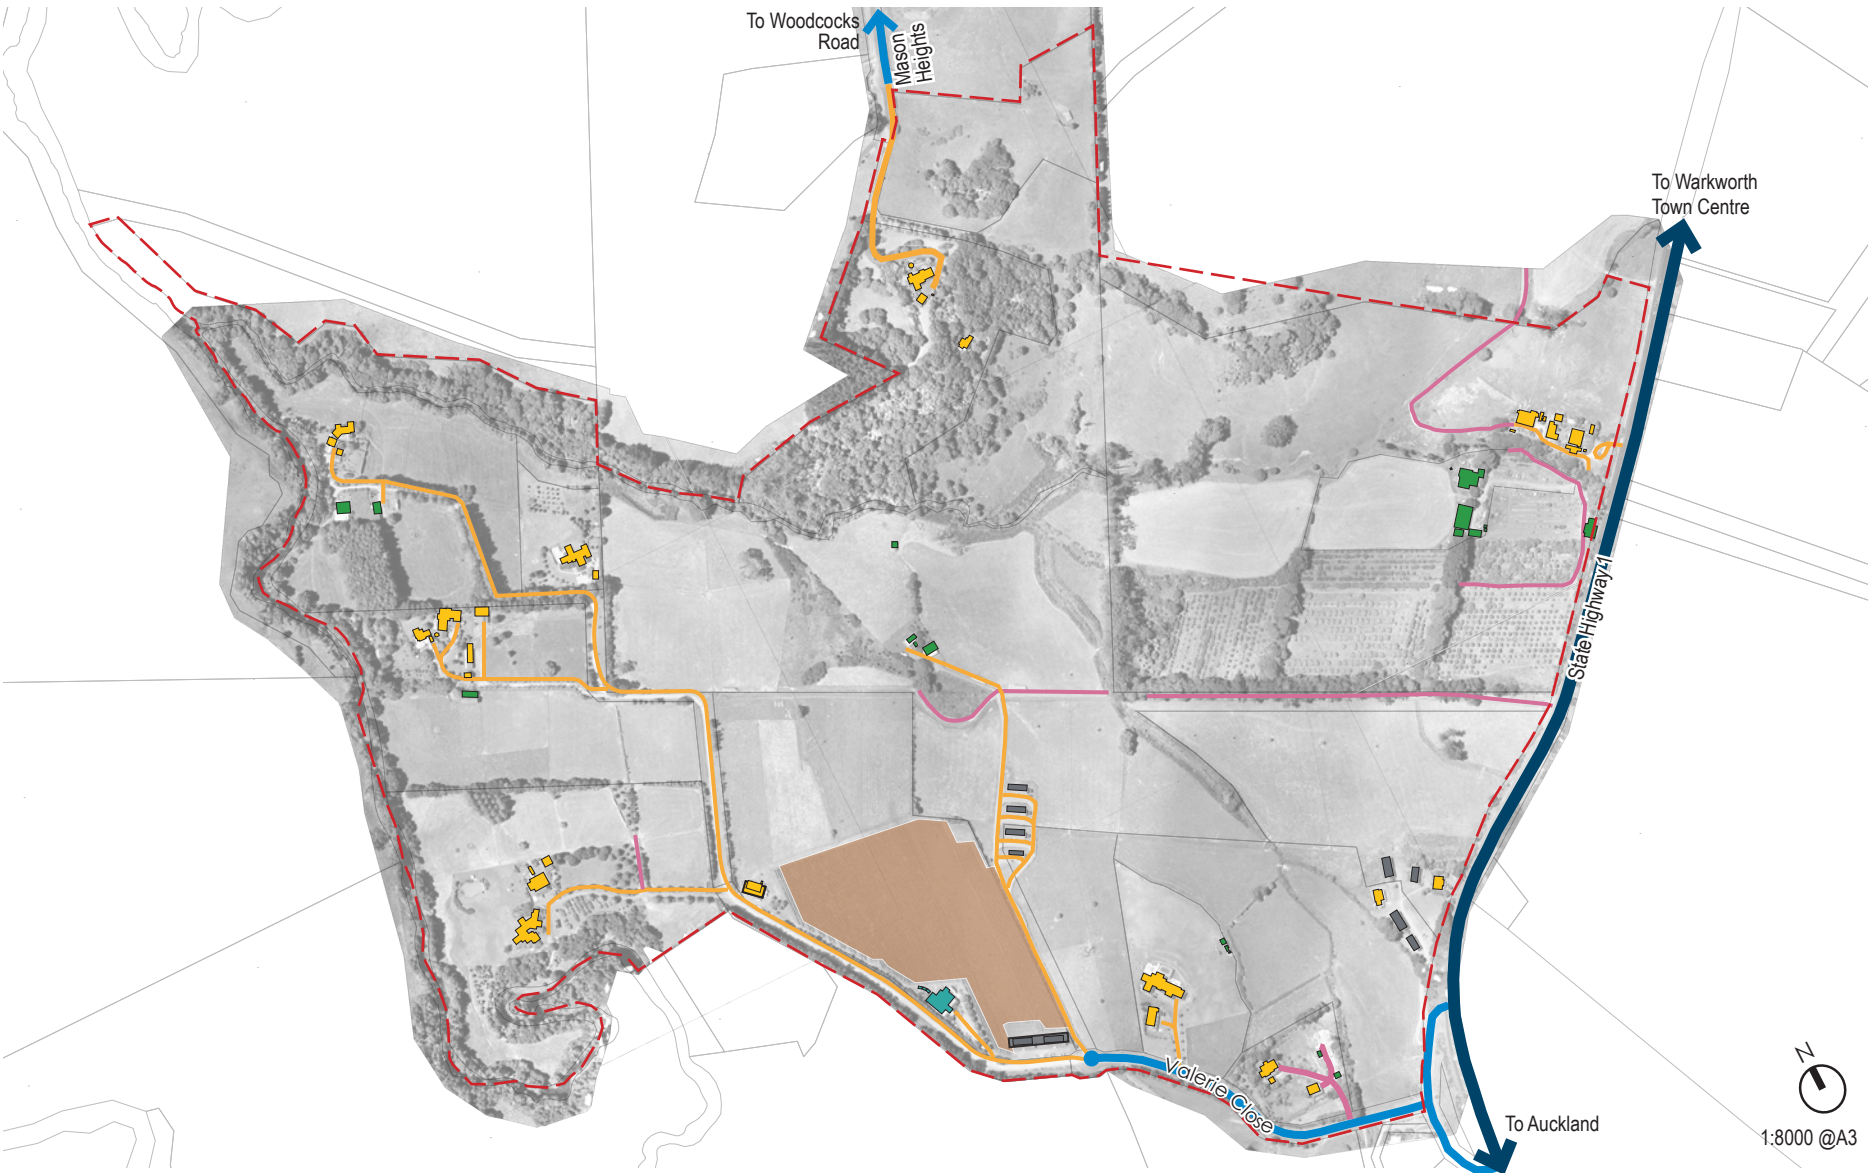 To Woodcocks
Road
Mason
Heights
To Warkworth
Town Centre
State Highway 1
Valerie Close
To Auckland
N
1:8000 @A3